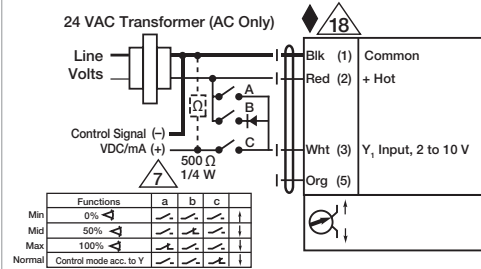 24 VAC Transformer (AC Only)
18
Line
Volts
Blk (1) Common
Red (2) + Hot
A
Ω
B
Control Signal (–)
VDC/mA (+)
C
500 Ω
1/4 W
Wht (3) Y1 Input, 2 to 10 V
7
Org (5)
Functions a b c
Min 0%
Mid 50%
Max 100%
Normal Control mode acc. to Y